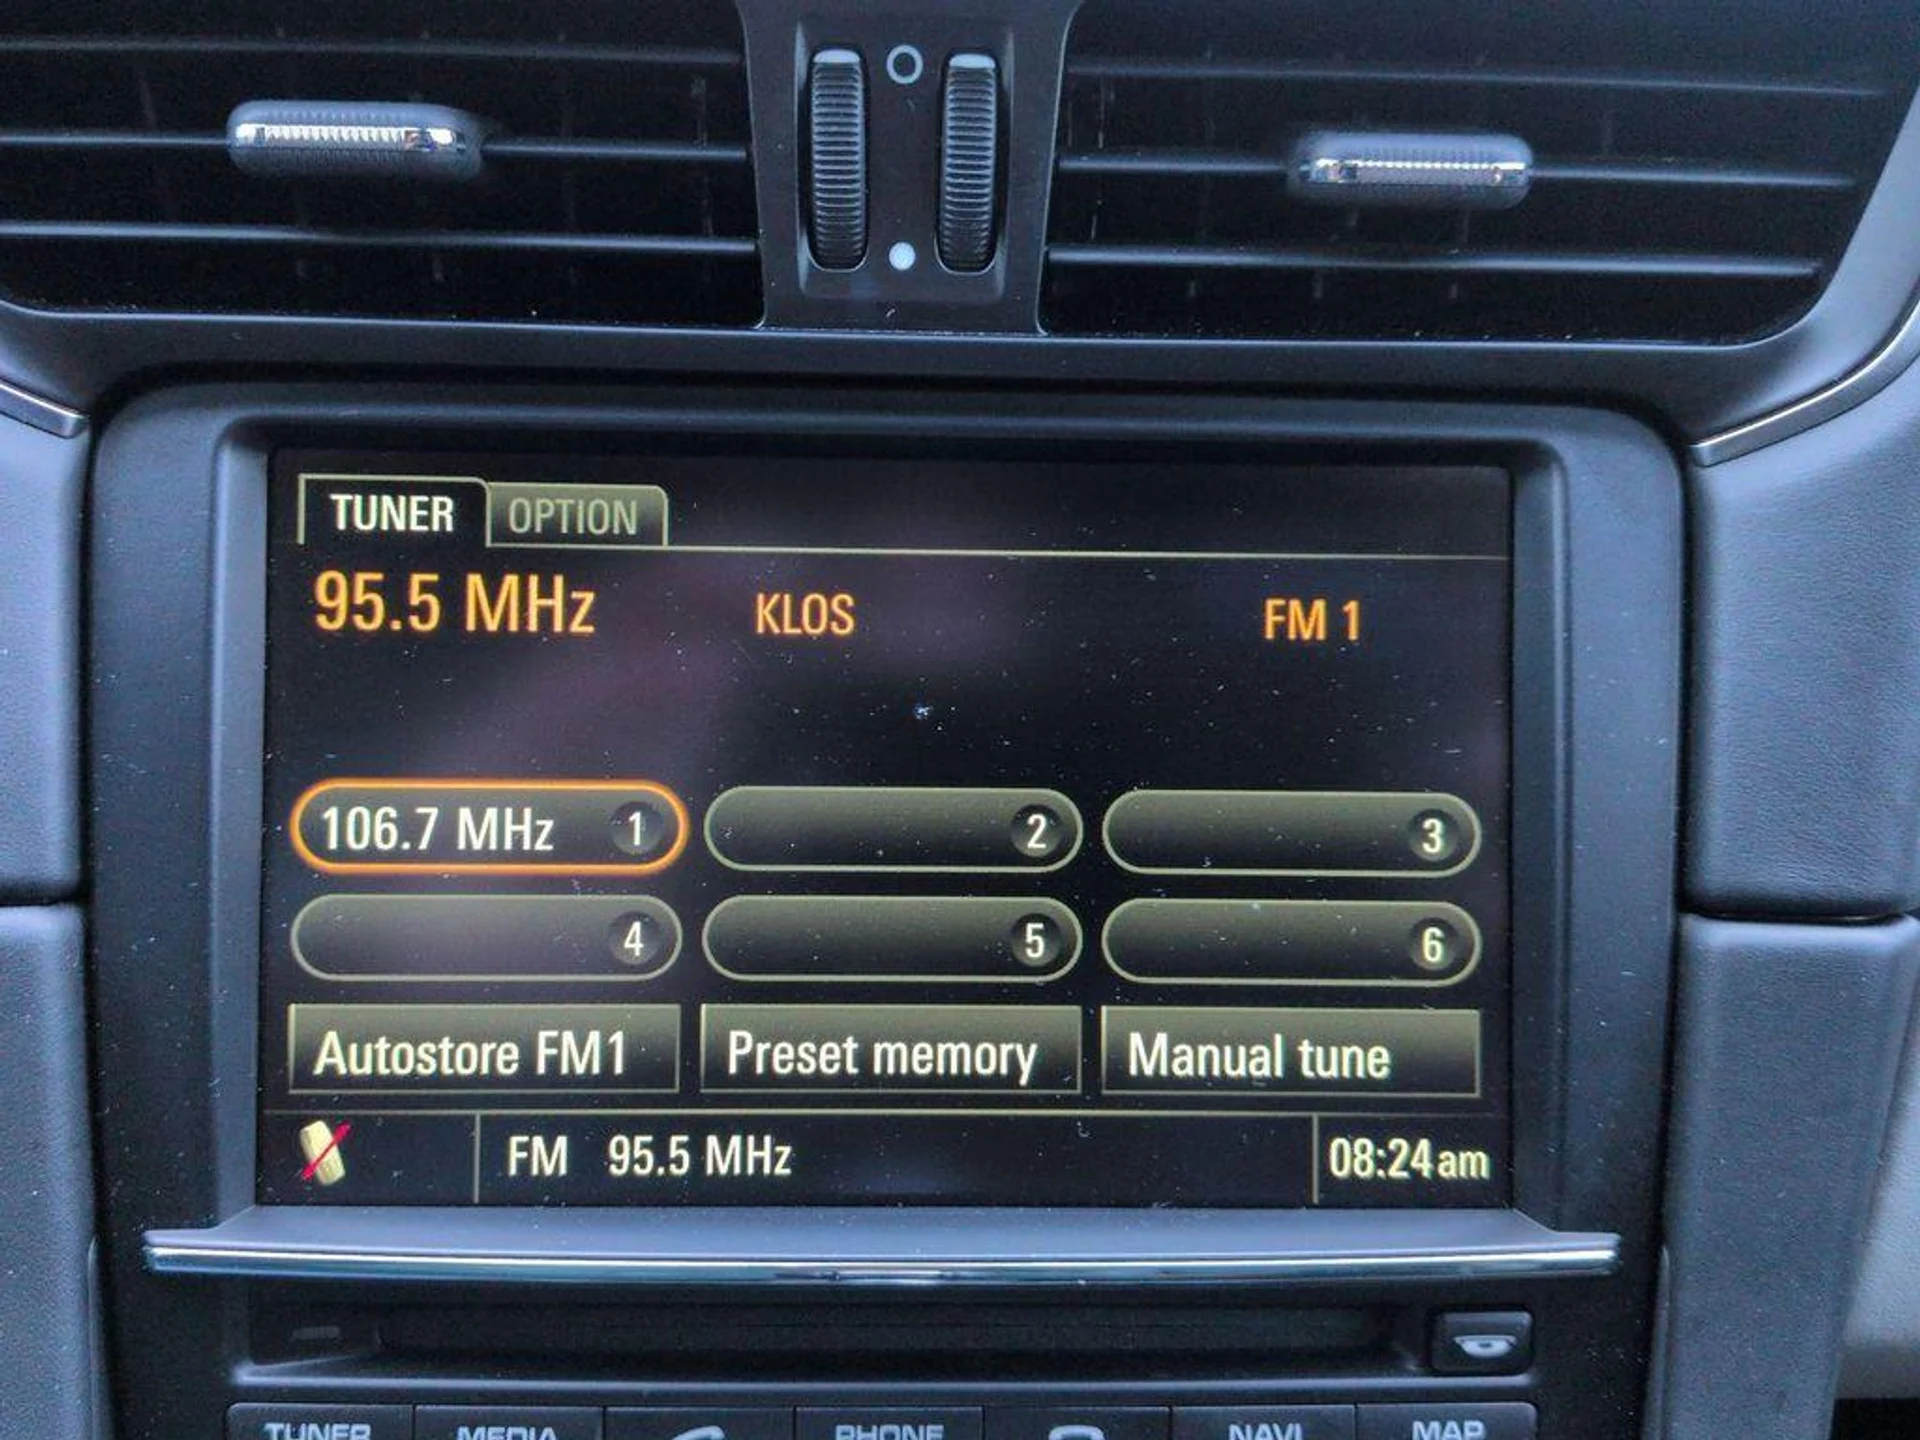 TUNER OPTION
95.5 MHz KLOS FM 1
106.7 MHz 1 2 3
4 5 6
Autostore FM1 Preset memory Manual tune
FM 95.5 MHz 08:24am
TUNER MEDIA PHONE NAVI MAP